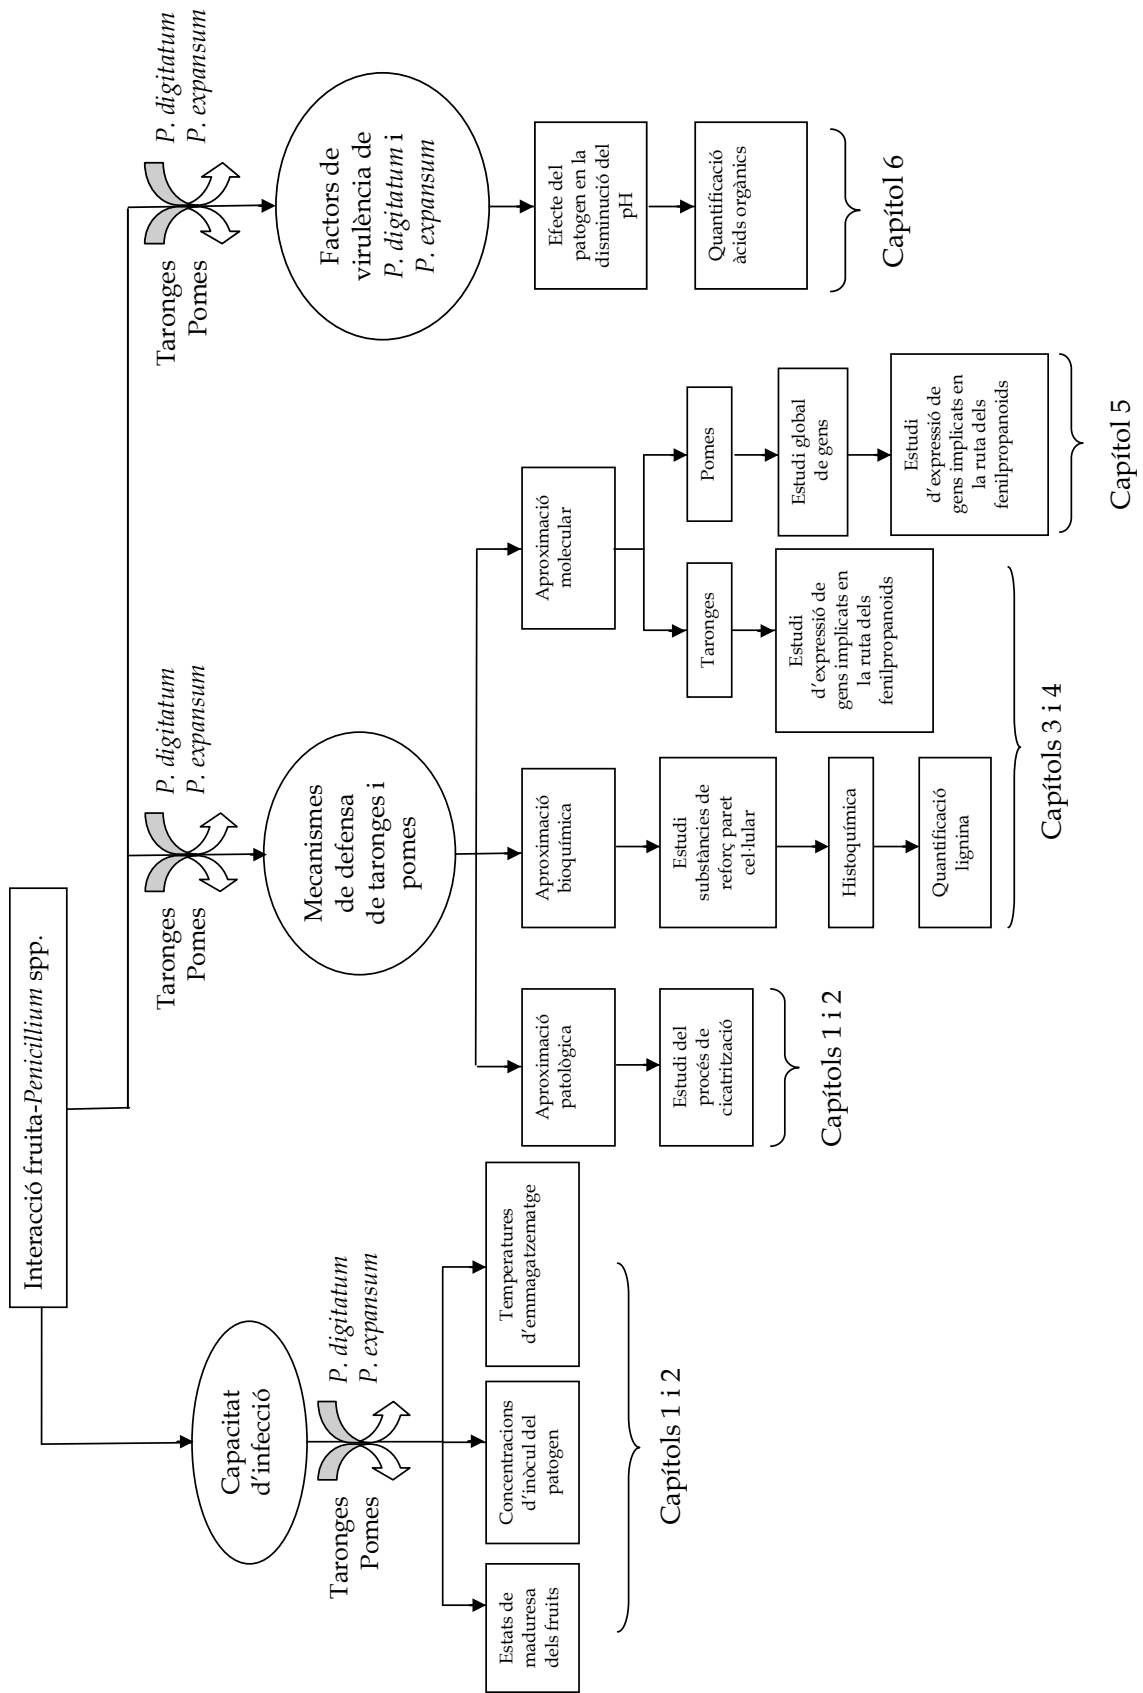 Interacció fruita-Penicillium spp.
Capacitat
d'infecció
Taronges
Pomes
P. digitatum
P. expansum
Estats de
maduresa
dels fruits
Concentracions
d'inòcul del
patogen
Temperatures
d'emmagatzematge
Capítols 1 i 2
Taronges
Pomes
P. digitatum
P. expansum
Mecanismes
de defensa
de taronges i
pomes
Aproximació
patològica
Estudi del
procés de
cicatrització
Capítols 1 i 2
Aproximació
bioquímica
Estudi
substàncies de
reforç paret
cel·lular
Histoquímica
Quantificació
lignina
Aproximació
molecular
Taronges
Estudi
d'expressió de
gens implicats en
la ruta dels
fenilpropanoids
Capítols 3 i 4
Pomes
Estudi global
de gens
Estudi
d'expressió de
gens implicats en
la ruta dels
fenilpropanoids
Capítol 5
Taronges
Pomes
P. digitatum
P. expansum
Factors de
virulència de
P. digitatum i
P. expansum
Efecte del
patogen en la
disminució del
pH
Quantificació
àcids orgànics
Capítol 6